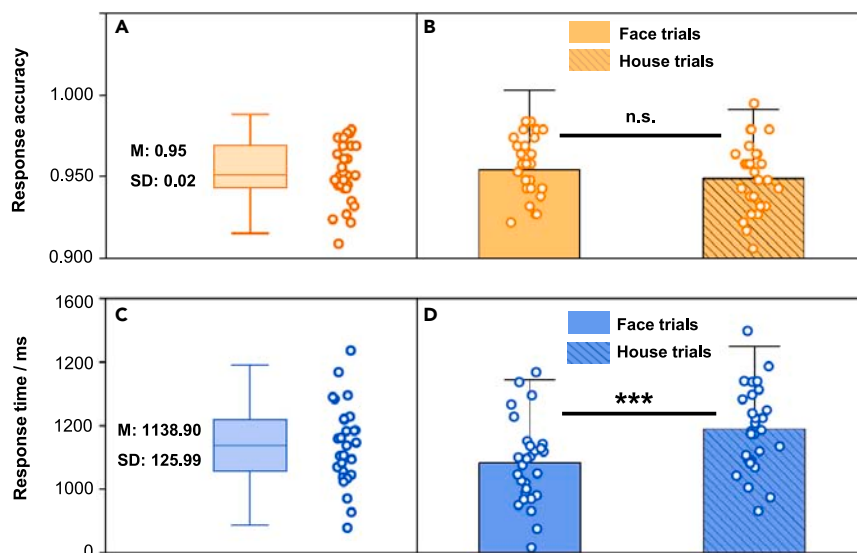 A
B
Face trials
House trials
Response accuracy
1.000
0.950
0.900
M: 0.95
SD: 0.02
n.s.
C
D
Face trials
House trials
Response time / ms
1600
1200
1200
1000
0
M: 1138.90
SD: 125.99
***